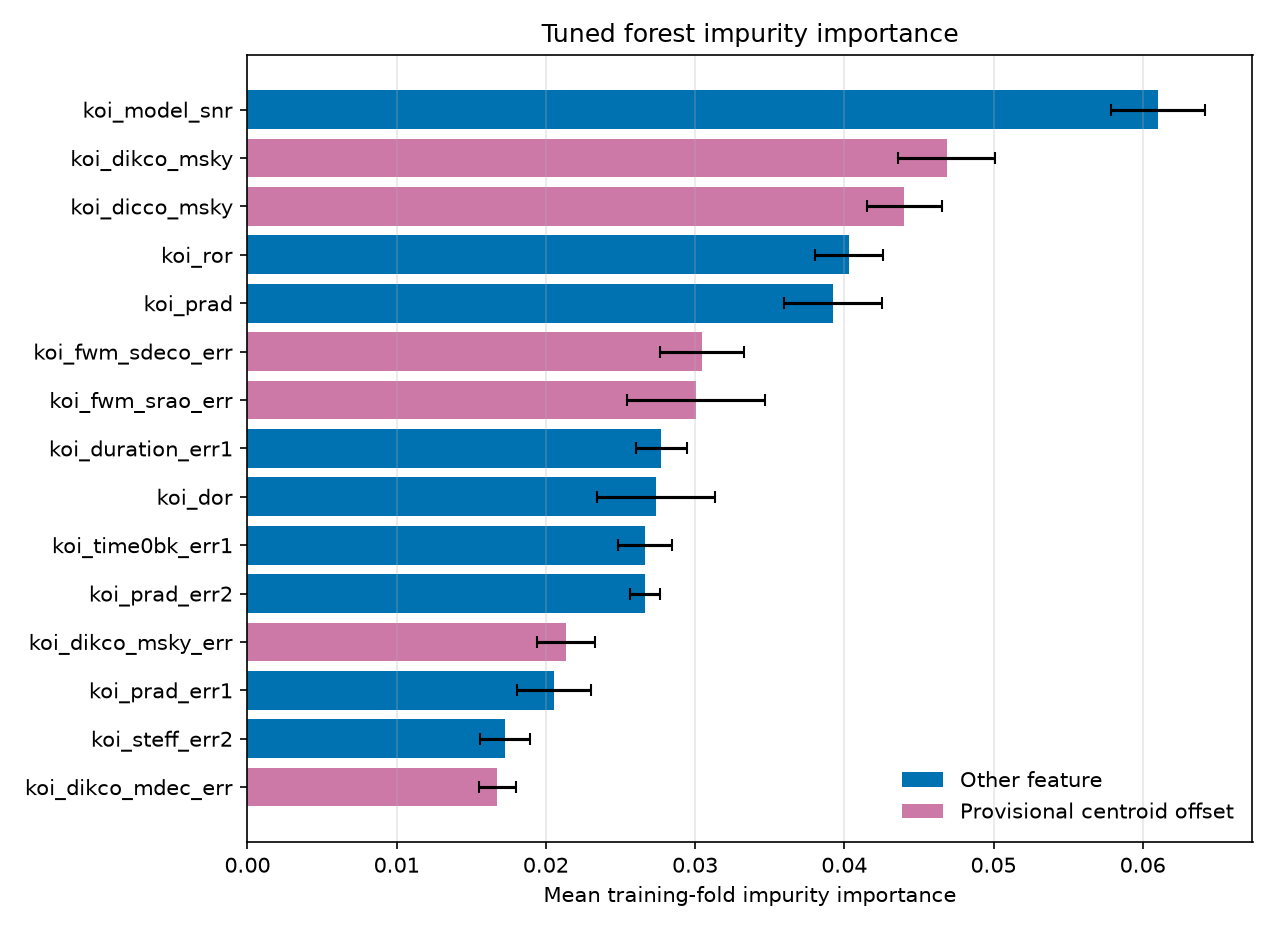 Tuned forest impurity importance
koi_model_snr
koi_dikco_msky
koi_dicco_msky
koi_ror
koi_prad
koi_fwm_sdeco_err
koi_fwm_srao_err
koi_duration_err1
koi_dor
koi_time0bk_err1
koi_prad_err2
koi_dikco_msky_err
koi_prad_err1
koi_steff_err2
koi_dikco_mdec_err
Other feature
Provisional centroid offset
0.00 0.01 0.02 0.03 0.04 0.05 0.06
Mean training-fold impurity importance